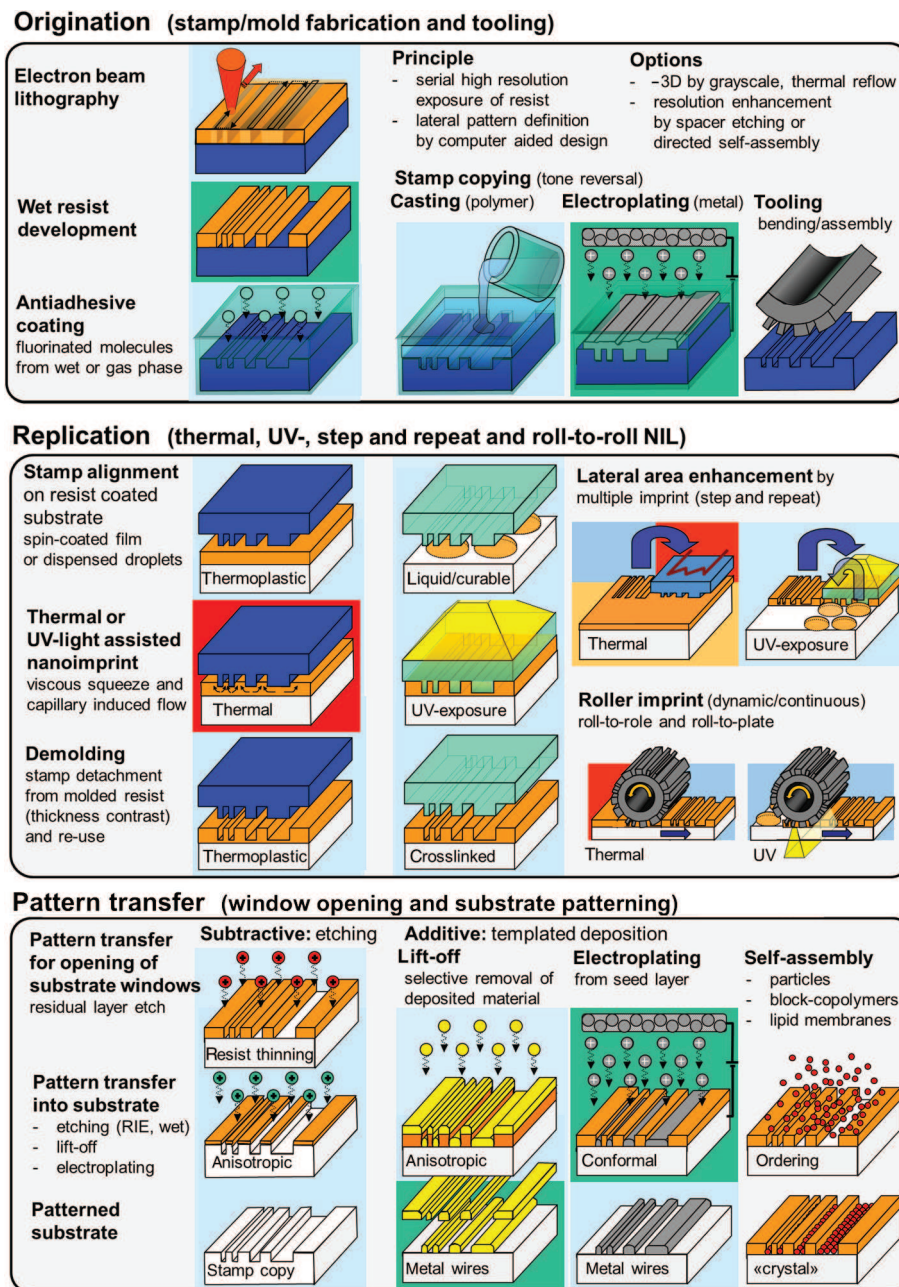 Origination (stamp/mold fabrication and tooling)
Electron beam
lithography
Principle
- serial high resolution
exposure of resist
- lateral pattern definition
by computer aided design
Options
- ~3D by grayscale, thermal reflow
- resolution enhancement
by spacer etching or
directed self-assembly
Wet resist
development
Stamp copying (tone reversal)
Casting (polymer)
Electroplating (metal)
Tooling
bending/assembly
Antiadhesive
coating
fluorinated molecules
from wet or gas phase
Replication (thermal, UV-, step and repeat and roll-to-roll NIL)
Stamp alignment
on resist coated
substrate
spin-coated film
or dispensed droplets
Thermoplastic
Liquid/curable
Lateral area enhancement by
multiple imprint (step and repeat)
Thermal
UV-exposure
Thermal or
UV-light assisted
nanoimprint
viscous squeeze and
capillary induced flow
Thermal
UV-exposure
Roller imprint (dynamic/continuous)
roll-to-role and roll-to-plate
Thermal
UV
Demolding
stamp detachment
from molded resist
(thickness contrast)
and re-use
Thermoplastic
Crosslinked
Pattern transfer (window opening and substrate patterning)
Pattern transfer
for opening of
substrate windows
residual layer etch
Subtractive: etching
Resist thinning
Additive: templated deposition
Lift-off
selective removal of
deposited material
Electroplating
from seed layer
Self-assembly
- particles
- block-copolymers
- lipid membranes
Pattern transfer
into substrate
- etching (RIE, wet)
- lift-off
- electroplating
Anisotropic
Anisotropic
Conformal
Ordering
Patterned
substrate
Stamp copy
Metal wires
Metal wires
«crystal»